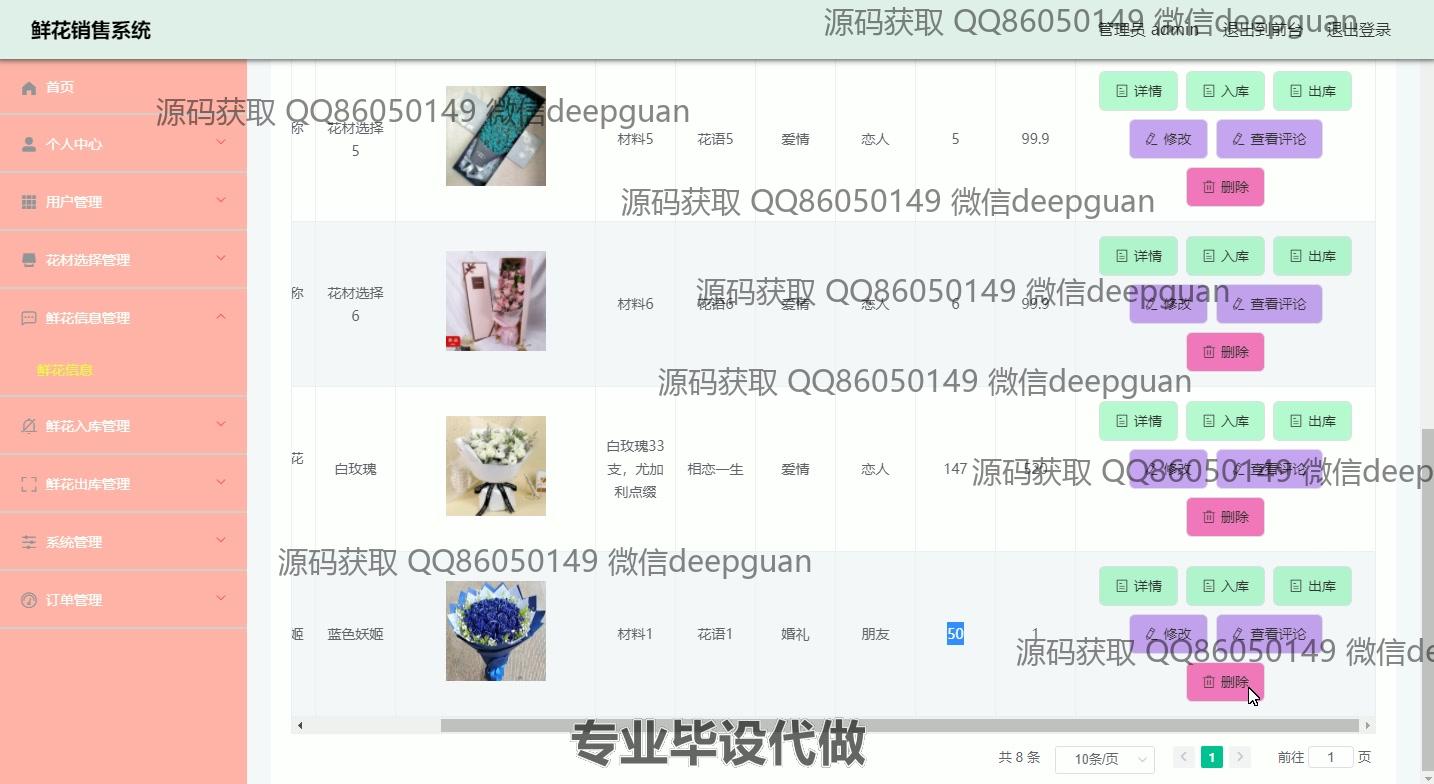 鲜花销售系统
源码获取 QQ86050149 微信deepguan
管理员 admin 退出到前台 退出登录
首页
源码获取 QQ86050149 微信deepguan
个人中心
用户管理
花材选择管理
鲜花信息管理
鲜花信息
鲜花入库管理
鲜花出库管理
系统管理
订单管理
你 花材选择 材料5 花语5 爱情 恋人 5 99.9
5
详情 入库 出库
修改 查看评论
删除
源码获取 QQ86050149 微信deepguan
详情 入库 出库
你 花材选择 材料6 花语6 爱情 恋人 6 99.9
6
源码获取 QQ86050149 微信deepguan
修改 查看评论
删除
源码获取 QQ86050149 微信deepguan
详情 入库 出库
花 白玫瑰 白玫瑰33 相恋一生 爱情 恋人 147 520
支，尤加
利点缀
修改 查看评论
源码获取 QQ86050149 微信deep
删除
源码获取 QQ86050149 微信deepguan
详情 入库 出库
姬 蓝色妖姬 材料1 花语1 婚礼 朋友 50 1
修改 查看评论
源码获取 QQ86050149 微信de
删除
专业毕设代做
共 8 条 10条/页 1 前往 1 页